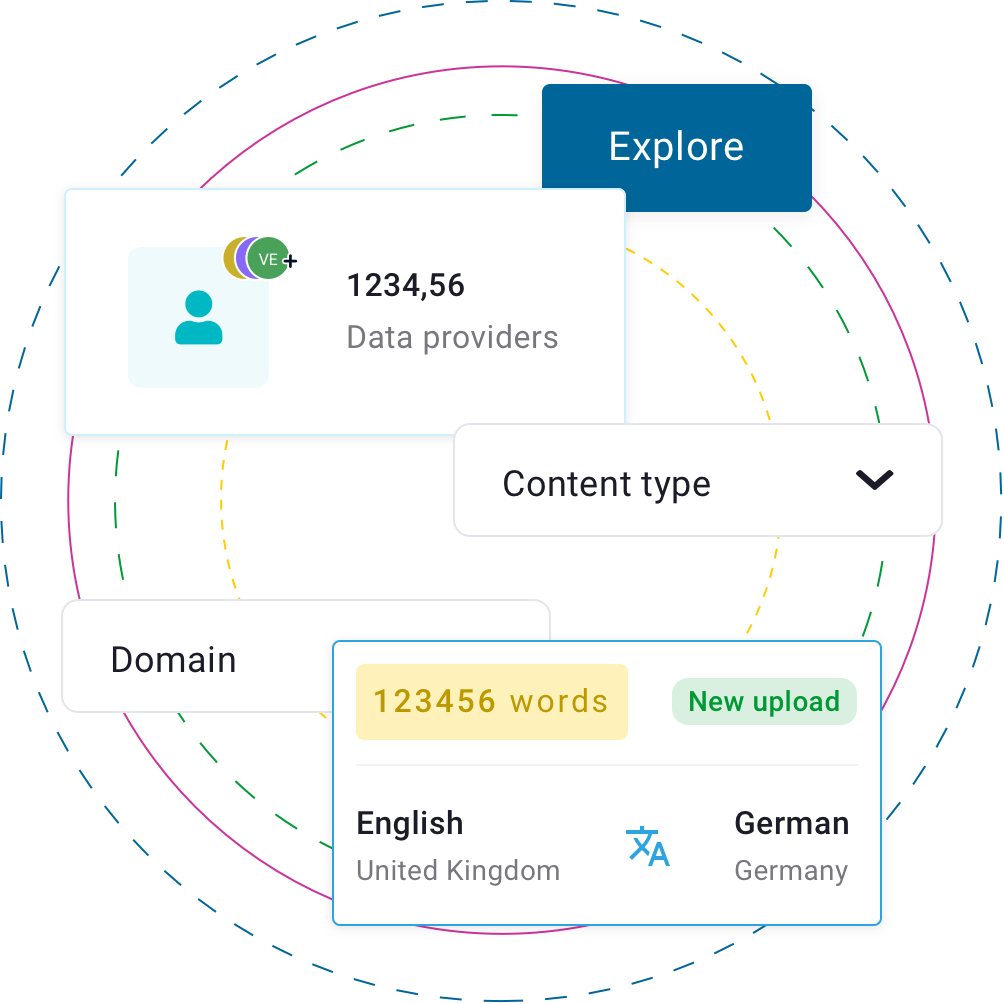 Explore
VE
1234,56
Data providers
Content type
Domain
123456 words
New upload
English
German
United Kingdom
Germany